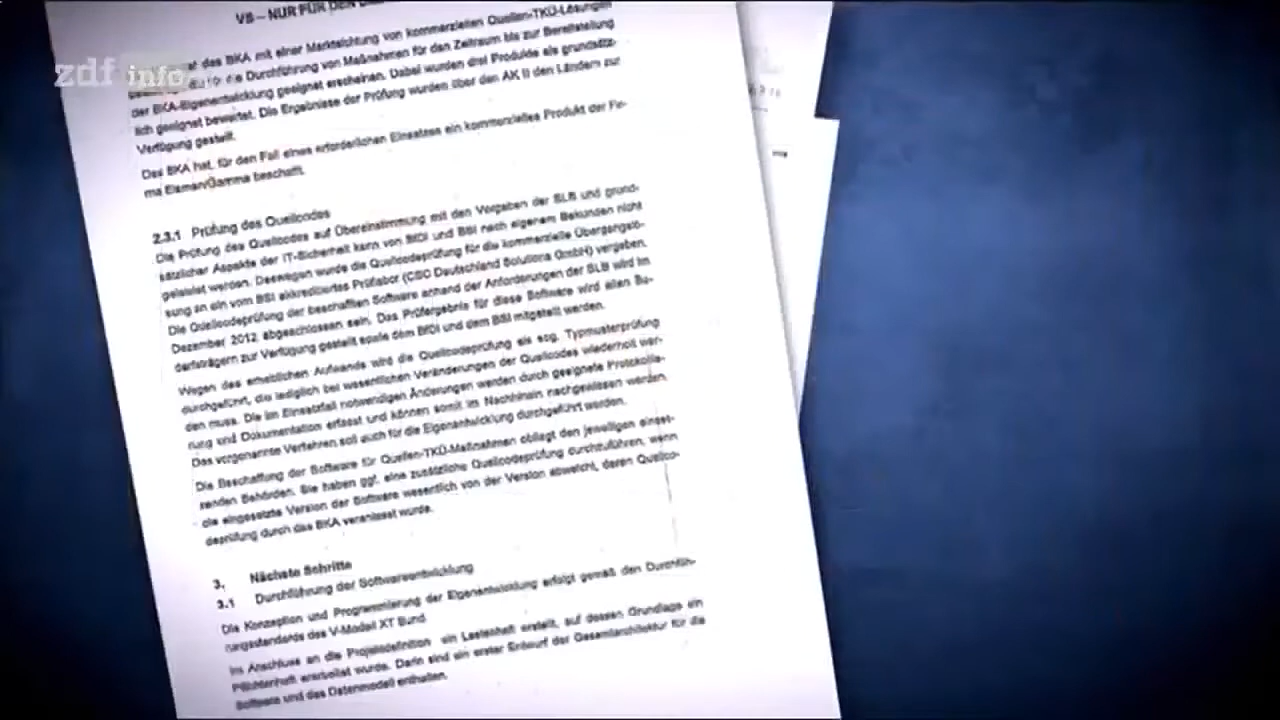 VS – NUR FÜR DEN
zdf info
des BKA mit einer Marktsichtung von kommerziellen Quellen-TKÜ-Lösungen
die Durchführung von Maßnahmen für den Zeitraum bis zur Bereitstellung
der BKA-Eigenentwicklung geeignet erscheinen. Dabei wurden drei Produkte als grundsätz-
lich geeignet bewertet. Die Ergebnisse der Prüfung wurden über den AK II den Ländern zur
Verfügung gestellt.
Das BKA hat, für den Fall eines erforderlichen Einsatzes ein kommerzielles Produkt der Fir-
ma Elaman/Gamma beschafft.
2.3.1 Prüfung des Quellcodes
Die Prüfung des Quellcodes auf Übereinstimmung mit den Vorgaben der SLB und grund-
sätzlicher Aspekte der IT-Sicherheit kann von BfDI und BSI nach eigenem Bekunden nicht
geleistet werden. Deswegen wurde die Quellcodeprüfung für die kommerzielle Übergangslö-
sung an ein vom BSI akkreditiertes Prüflabor (CSC Deutschland Solutions GmbH) vergeben.
Die Quellcodeprüfung der beschafften Software anhand der Anforderungen der SLB wird im
Dezember 2012 abgeschlossen sein. Das Prüfergebnis für diese Software wird allen Be-
darfsträgern zur Verfügung gestellt sowie dem BfDI und dem BSI mitgeteilt werden.
Wegen des erheblichen Aufwands wird die Quellcodeprüfung als sog. Typmusterprüfung
durchgeführt, die lediglich bei wesentlichen Veränderungen der Quellcodes wiederholt wer-
den muss. Die im Einsatzfall notwendigen Änderungen werden durch geeignete Protokollie-
rung und Dokumentation erfasst und können somit im Nachhinein nachgewiesen werden.
Das vorgenannte Verfahren soll auch für die Eigenentwicklung durchgeführt werden.
Die Beschaffung der Software für Quellen-TKÜ-Maßnahmen obliegt den jeweiligen einset-
zenden Behörden. Sie haben ggf. eine zusätzliche Quellcodeprüfung durchzuführen, wenn
die eingesetzte Version der Software wesentlich von der Version abweicht, deren Quellco-
deprüfung durch das BKA veranlasst wurde.
3. Nächste Schritte
3.1 Durchführung der Softwareentwicklung
Die Konzeption und Programmierung der Eigenentwicklung erfolgt gemäß den Durchfüh-
rungsstandards des V-Modell XT Bund.
Im Anschluss an die Projektdefinition ein Lastenheft erstellt, auf dessen Grundlage ein
Pflichtenheft erarbeitet wurde. Darin sind ein erster Entwurf der Gesamtarchitektur für die
Software und das Datenmodell enthalten.